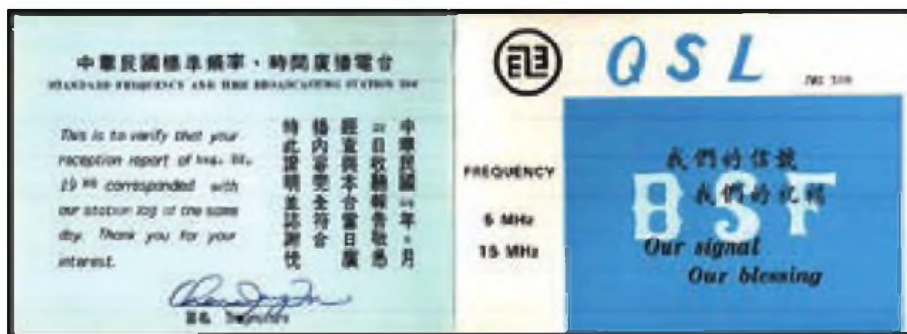 中華民國標準頻率、時間廣播電台
STANDARD FREQUENCY AND TIME BROADCASTING STATION BSF
This is to verify that your
reception report of Aug.
19 corresponded with
our station log of the same
day. Thank you for your
interest.
中華民國 年 月
日收聽報告敬悉
經查與本台當日廣
播內容完全符合
特此證明並認謝忱
署名
QSL
FREQUENCY
5 MHz
15 MHz
我們的信號
我們的祝福
BSF
Our signal
Our blessing